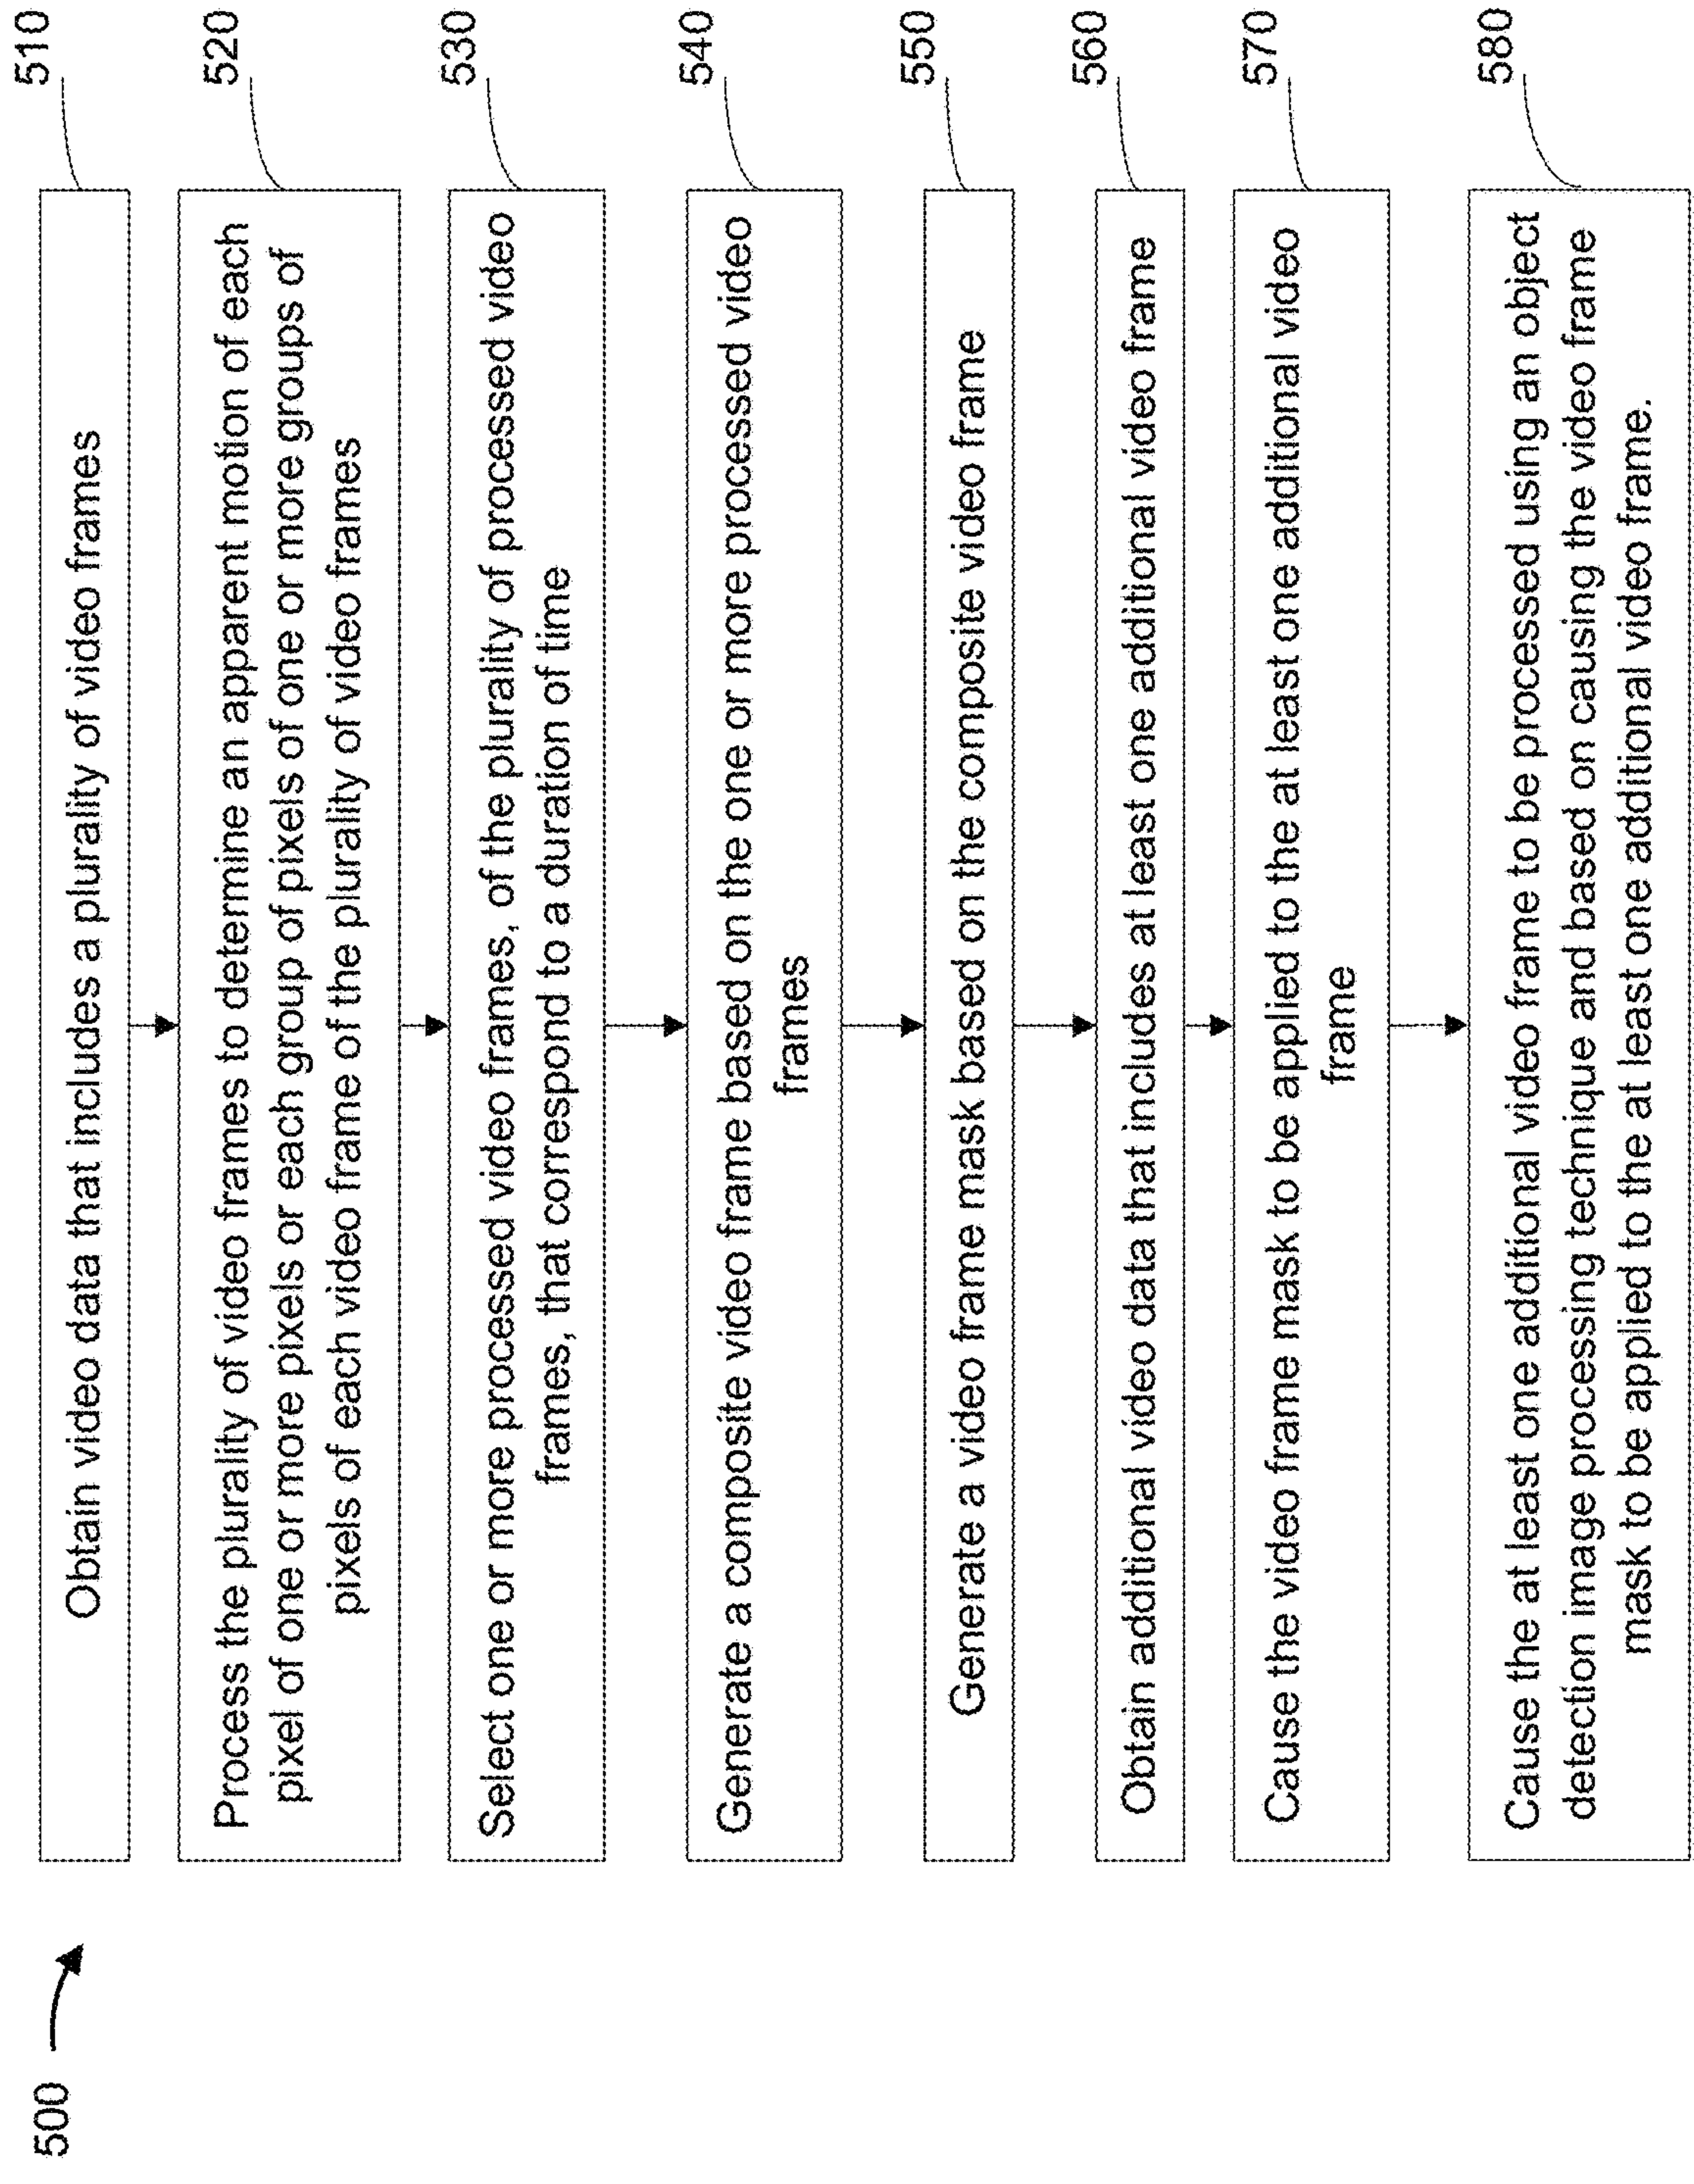 500
510
Obtain video data that includes a plurality of video frames
520
Process the plurality of video frames to determine an apparent motion of each
pixel of one or more pixels or each group of pixels of one or more groups of
pixels of each video frame of the plurality of video frames
530
Select one or more processed video frames, of the plurality of processed video
frames, that correspond to a duration of time
540
Generate a composite video frame based on the one or more processed video
frames
550
Generate a video frame mask based on the composite video frame
560
Obtain additional video data that includes at least one additional video frame
570
Cause the video frame mask to be applied to the at least one additional video
frame
580
Cause the at least one additional video frame to be processed using an object
detection image processing technique and based on causing the video frame
mask to be applied to the at least one additional video frame.